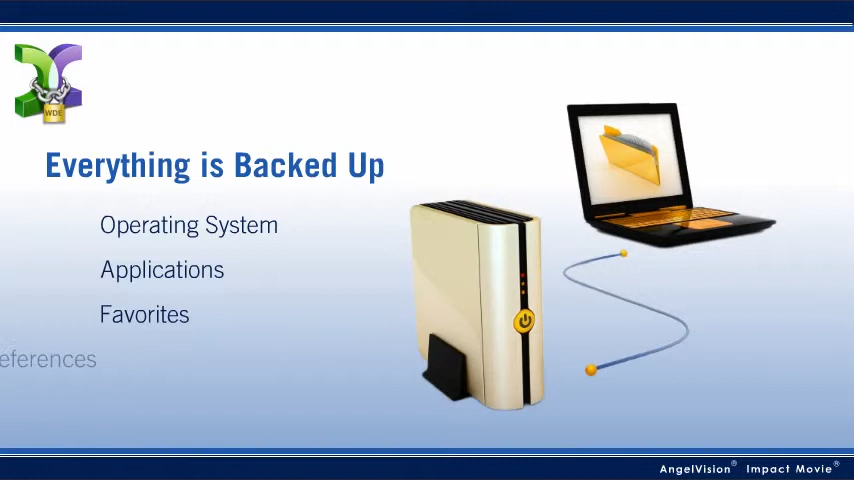 WDE
Everything is Backed Up
Operating System
Applications
Favorites
eferences
AngelVision® Impact Movie®